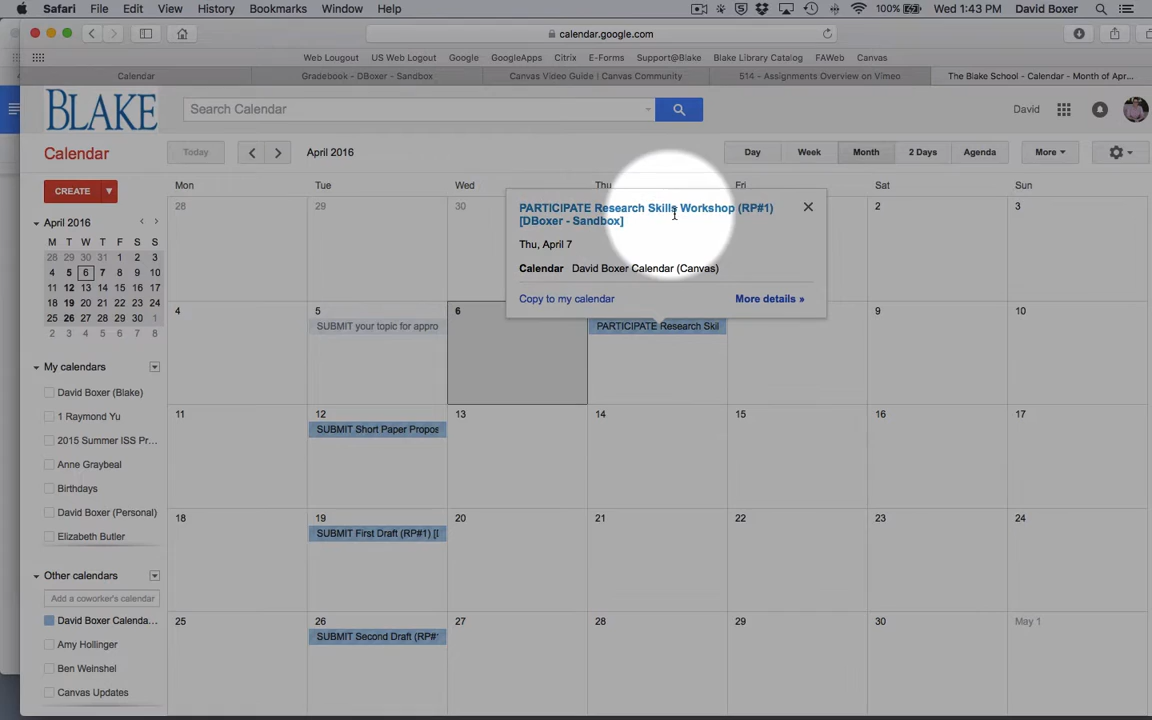 Safari File Edit View History Bookmarks Window Help 100% Wed 1:43 PM David Boxer
calendar.google.com
Web Lougout US Web Logout Google GoogleApps Citrix E-Forms Support@Blake Blake Library Catalog FAWeb Canvas
Calendar Gradebook - DBoxer - Sandbox Canvas Video Guide | Canvas Community 514 - Assignments Overview on Vimeo The Blake School - Calendar - Month of Apr...
BLAKE Search Calendar David
Calendar Today April 2016 Day Week Month 2 Days Agenda More
CREATE
Mon Tue Wed Thu Fri Sat Sun
28 29 30 2 3
PARTICIPATE Research Skills Workshop (RP#1)
[DBoxer - Sandbox]
Thu, April 7
Calendar David Boxer Calendar (Canvas)
Copy to my calendar More details »
April 2016
M T W T F S S
28 29 30 31 1 2 3
4 5 6 7 8 9 10
11 12 13 14 15 16 17
18 19 20 21 22 23 24
25 26 27 28 29 30 1
2 3 4 5 6 7 8
4 5 6 9 10
SUBMIT your topic for appro PARTICIPATE Research Skil
My calendars
David Boxer (Blake)
1 Raymond Yu
2015 Summer ISS Pr...
Anne Graybeal
Birthdays
David Boxer (Personal)
Elizabeth Butler
11 12 13 14 15 16 17
SUBMIT Short Paper Propos
18 19 20 21 22 23 24
SUBMIT First Draft (RP#1) [D
Other calendars
Add a coworker's calendar
David Boxer Calenda...
Amy Hollinger
Ben Weinshel
Canvas Updates
25 26 27 28 29 30 May 1
SUBMIT Second Draft (RP#1